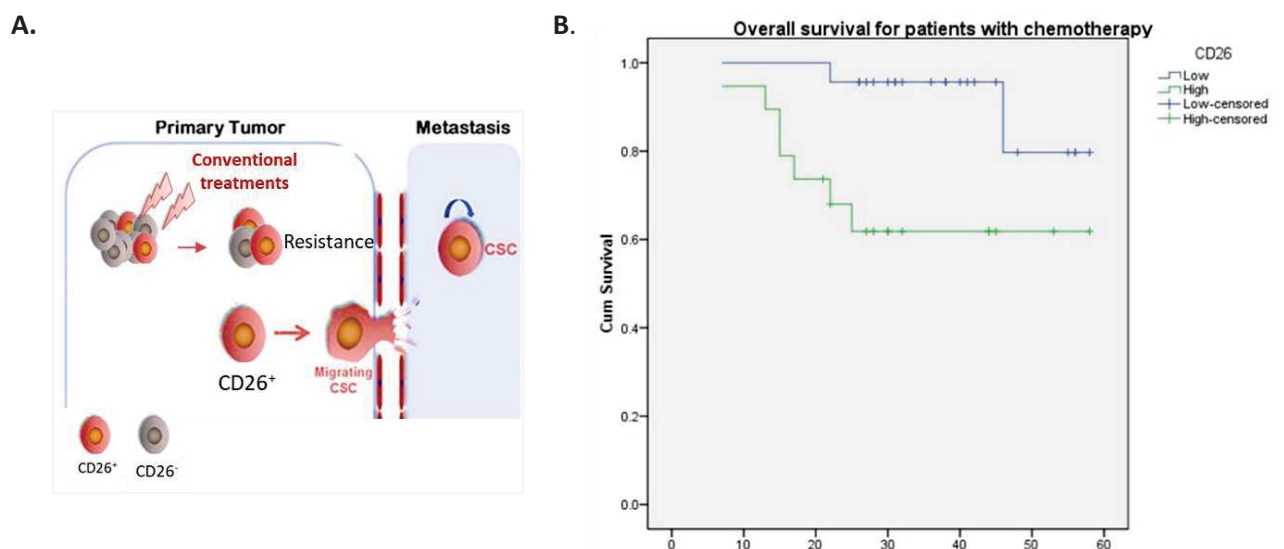 A.
Primary Tumor
Metastasis
Conventional
treatments
Resistance
CSC
CD26⁺
Migrating
CSC
CD26⁺
CD26⁻
B.
Overall survival for patients with chemotherapy
CD26
Low
High
Low-censored
High-censored
Cum Survival
1.0
0.8
0.6
0.4
0.2
0.0
0 10 20 30 40 50 60